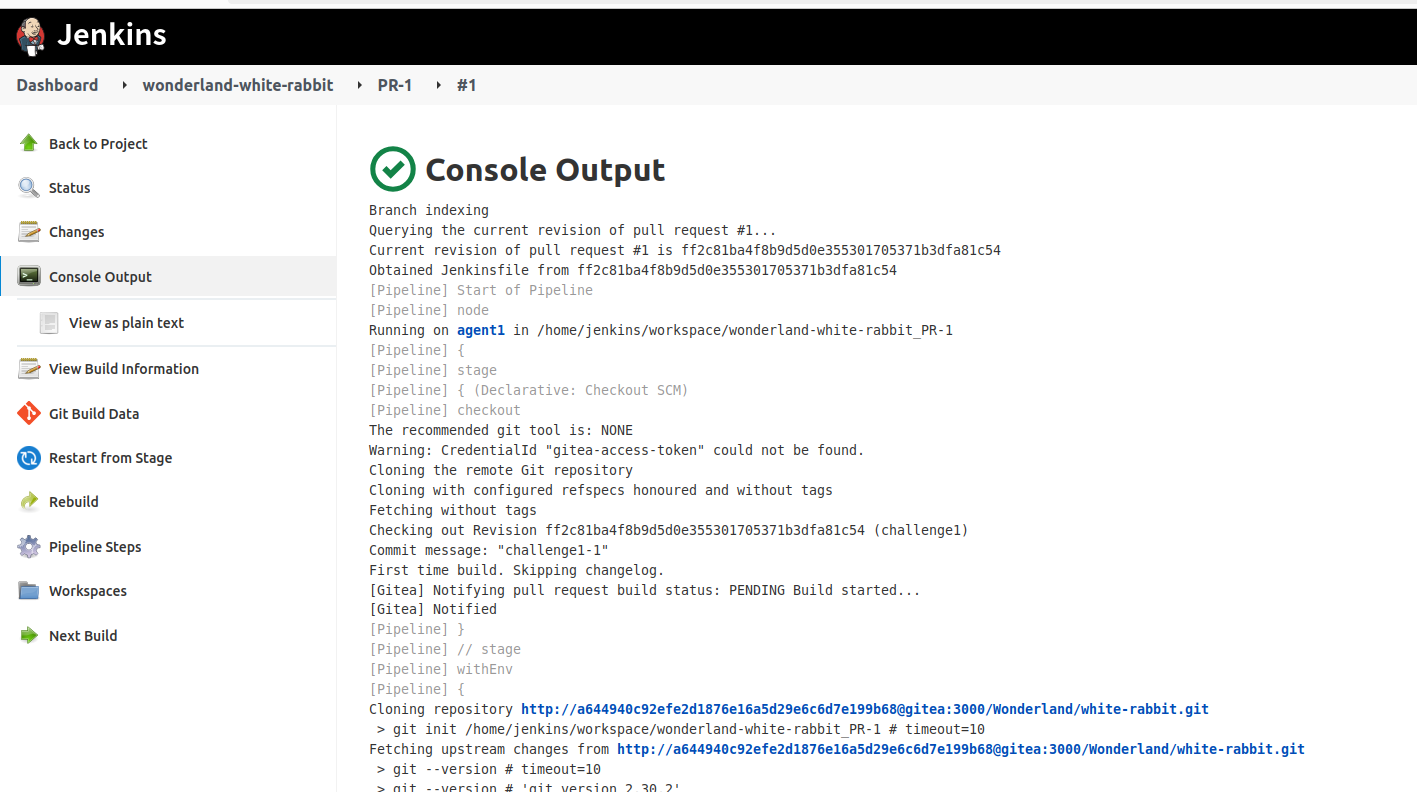 Jenkins
Dashboard
wonderland-white-rabbit
PR-1
#1
Back to Project
Status
Changes
Console Output
View as plain text
View Build Information
Git Build Data
Restart from Stage
Rebuild
Pipeline Steps
Workspaces
Next Build
Console Output
Branch indexing
Querying the current revision of pull request #1...
Current revision of pull request #1 is ff2c81ba4f8b9d5d0e355301705371b3dfa81c54
Obtained Jenkinsfile from ff2c81ba4f8b9d5d0e355301705371b3dfa81c54
[Pipeline] Start of Pipeline
[Pipeline] node
Running on agent1 in /home/jenkins/workspace/wonderland-white-rabbit_PR-1
[Pipeline] {
[Pipeline] stage
[Pipeline] { (Declarative: Checkout SCM)
[Pipeline] checkout
The recommended git tool is: NONE
Warning: CredentialId "gitea-access-token" could not be found.
Cloning the remote Git repository
Cloning with configured refspecs honoured and without tags
Fetching without tags
Checking out Revision ff2c81ba4f8b9d5d0e355301705371b3dfa81c54 (challenge1)
Commit message: "challenge1-1"
First time build. Skipping changelog.
[Gitea] Notifying pull request build status: PENDING Build started...
[Gitea] Notified
[Pipeline] }
[Pipeline] // stage
[Pipeline] withEnv
[Pipeline] {
Cloning repository http://a644940c92efe2d1876e16a5d29e6c6d7e199b68@gitea:3000/Wonderland/white-rabbit.git
> git init /home/jenkins/workspace/wonderland-white-rabbit_PR-1 # timeout=10
Fetching upstream changes from http://a644940c92efe2d1876e16a5d29e6c6d7e199b68@gitea:3000/Wonderland/white-rabbit.git
> git --version # timeout=10
> git --version # 'git version 2.30.2'